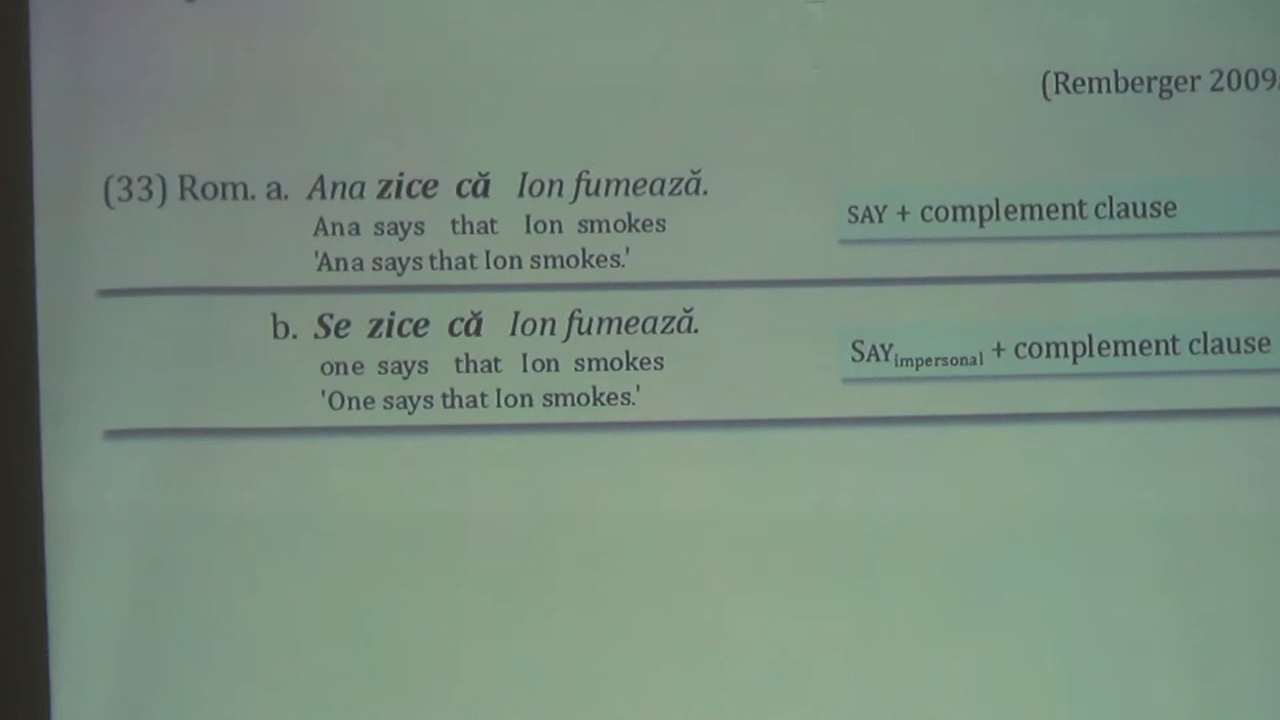 (Remberger 2009
(33) Rom. a. Ana zice că Ion fumează.
Ana says that Ion smokes
'Ana says that Ion smokes.'
SAY + complement clause
b. Se zice că Ion fumează.
one says that Ion smokes
'One says that Ion smokes.'
SAYimpersonal + complement clause